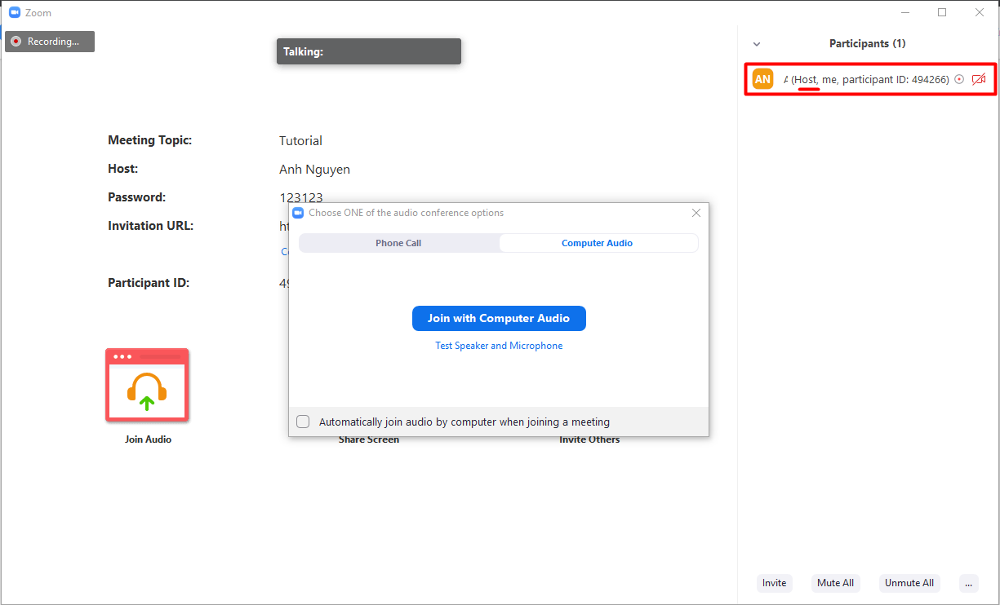 Zoom
Recording...
Talking:
Meeting Topic: Tutorial
Host: Anh Nguyen
Password: 123123
Invitation URL:
Participant ID:
Choose ONE of the audio conference options
Phone Call Computer Audio
Join with Computer Audio
Test Speaker and Microphone
Automatically join audio by computer when joining a meeting
Join Audio Share Screen Invite Others
Participants (1)
AN (Host, me, participant ID: 494266)
Invite Mute All Unmute All ...